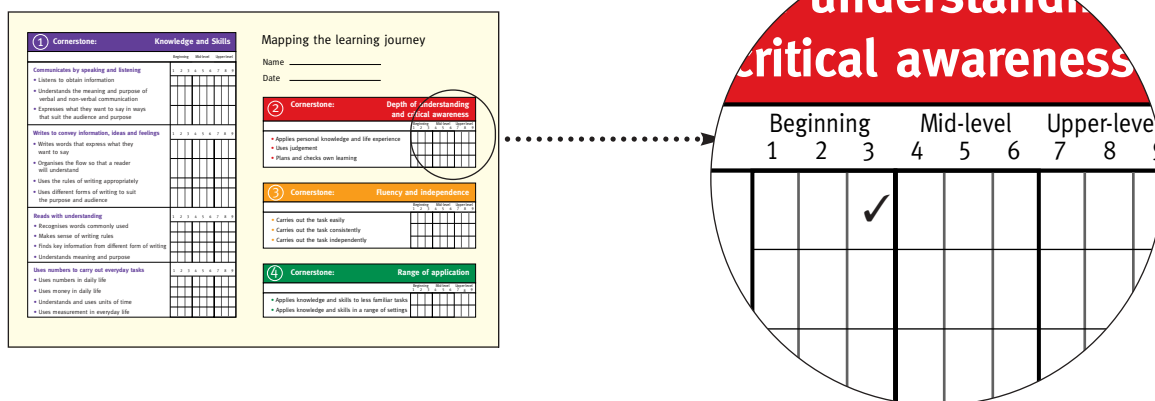 1 Cornerstone: Knowledge and Skills
Beginning Mid-level Upper-level
Communicates by speaking and listening 1 2 3 4 5 6 7 8 9
• Listens to obtain information
• Understands the meaning and purpose of
verbal and non-verbal communication
• Expresses what they want to say in ways
that suit the audience and purpose
Writes to convey information, ideas and feelings 1 2 3 4 5 6 7 8 9
• Writes words that express what they
want to say
• Organises the flow so that a reader
will understand
• Uses the rules of writing appropriately
• Uses different forms of writing to suit
the purpose and audience
Reads with understanding 1 2 3 4 5 6 7 8 9
• Recognises words commonly used
• Makes sense of writing rules
• Finds key information from different form of writing
• Understands meaning and purpose
Uses numbers to carry out everyday tasks 1 2 3 4 5 6 7 8 9
• Uses numbers in daily life
• Uses money in daily life
• Understands and uses units of time
• Uses measurement in everyday life
Mapping the learning journey
Name
Date
2 Cornerstone: Depth of understanding
and critical awareness
Beginning Mid-level Upper-level
1 2 3 4 5 6 7 8 9
• Applies personal knowledge and life experience
• Uses judgement
• Plans and checks own learning
3 Cornerstone: Fluency and independence
Beginning Mid-level Upper-level
1 2 3 4 5 6 7 8 9
• Carries out the task easily
• Carries out the task consistently
• Carries out the task independently
4 Cornerstone: Range of application
Beginning Mid-level Upper-level
1 2 3 4 5 6 7 8 9
• Applies knowledge and skills to less familiar tasks
• Applies knowledge and skills in a range of settings
understandin
critical awareness
Beginning Mid-level Upper-leve
1 2 3 4 5 6 7 8 9
✓